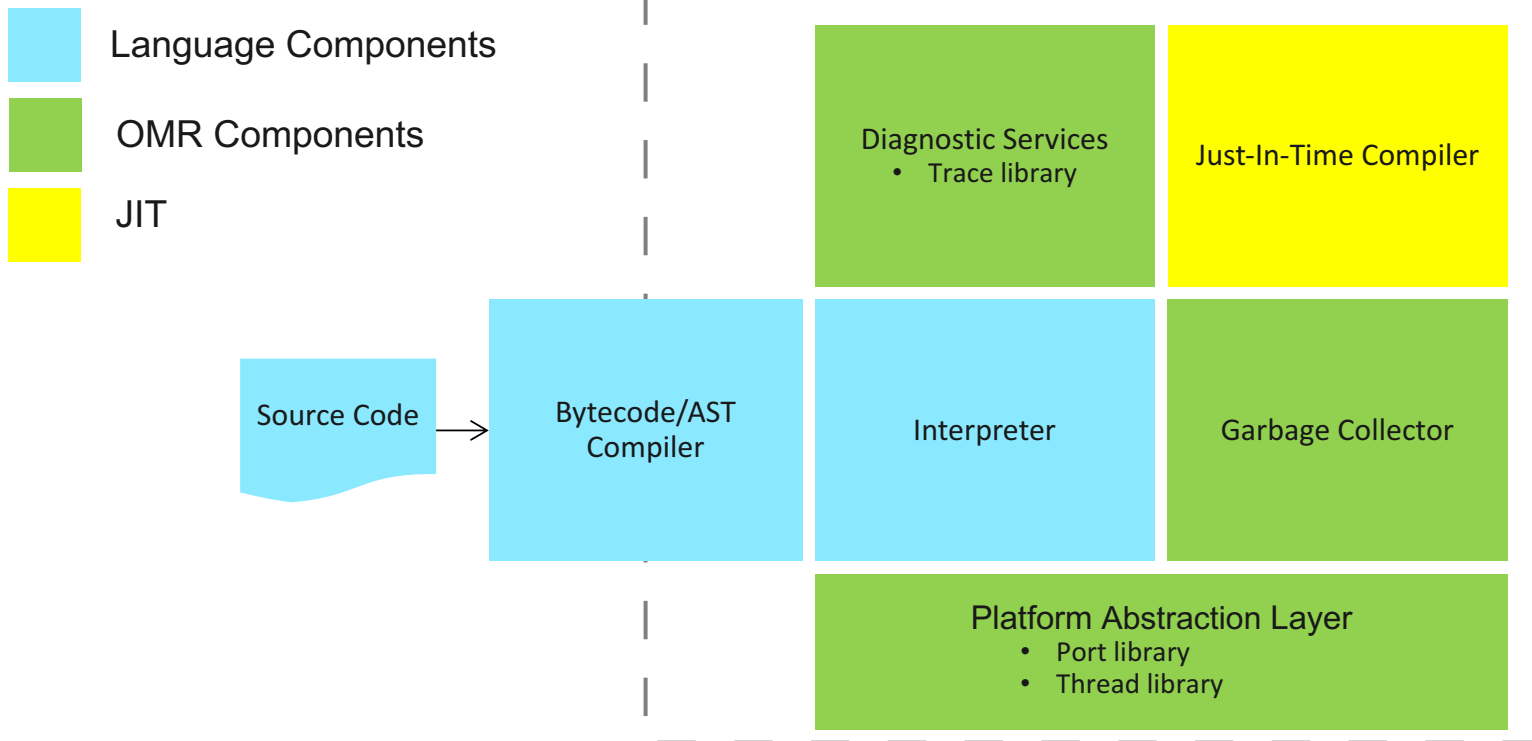 Language Components
OMR Components
JIT
Diagnostic Services
• Trace library
Just-In-Time Compiler
Source Code
Bytecode/AST
Compiler
Interpreter
Garbage Collector
Platform Abstraction Layer
• Port library
• Thread library